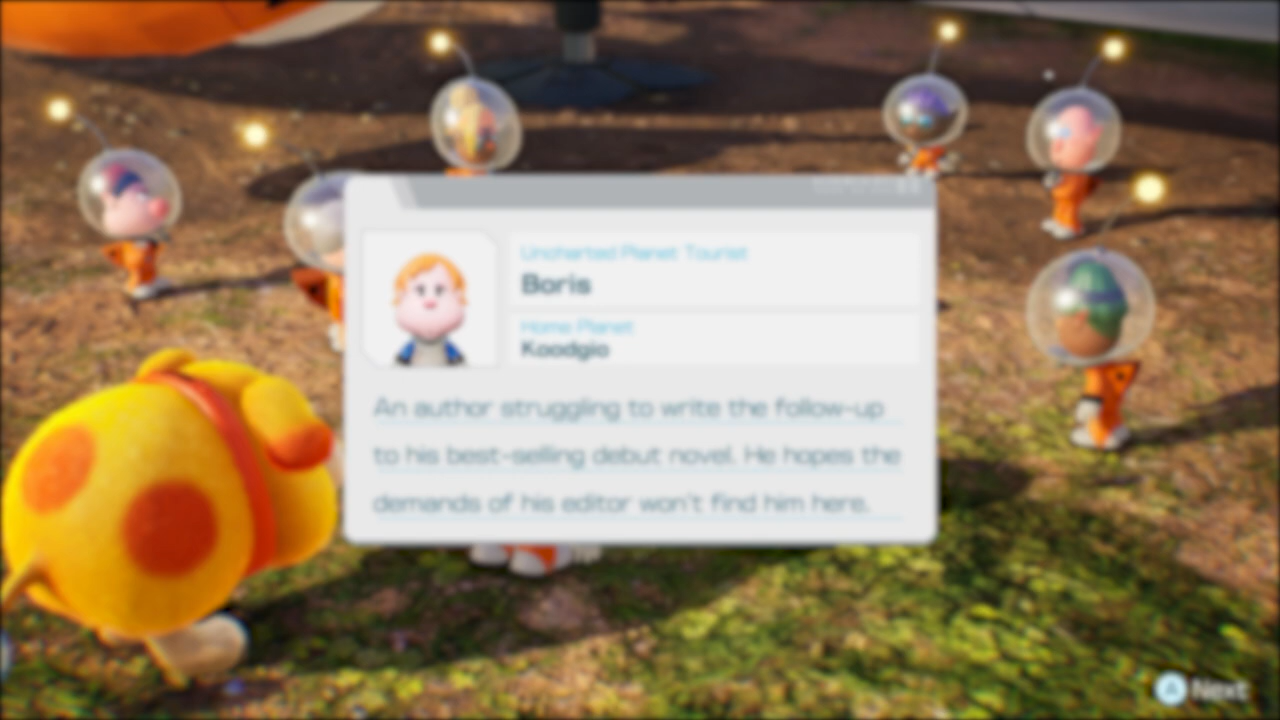 Uncharted Planet Tourist
Boris
Home Planet
Koodgio
An author struggling to write the follow-up
to his best-selling debut novel. He hopes the
demands of his editor won't find him here.
A Next